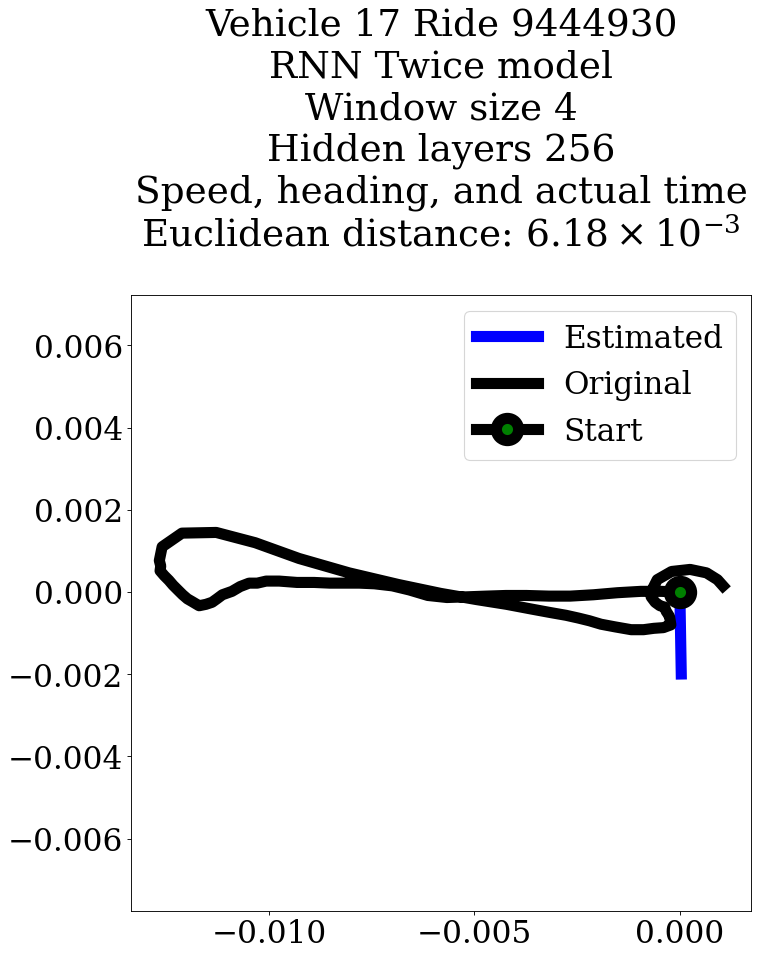 Vehicle 17 Ride 9444930
RNN Twice model
Window size 4
Hidden layers 256
Speed, heading, and actual time
Euclidean distance: 6.18 × 10⁻³
Estimated
Original
Start
0.006
0.004
0.002
0.000
−0.002
−0.004
−0.006
−0.010
−0.005
0.000